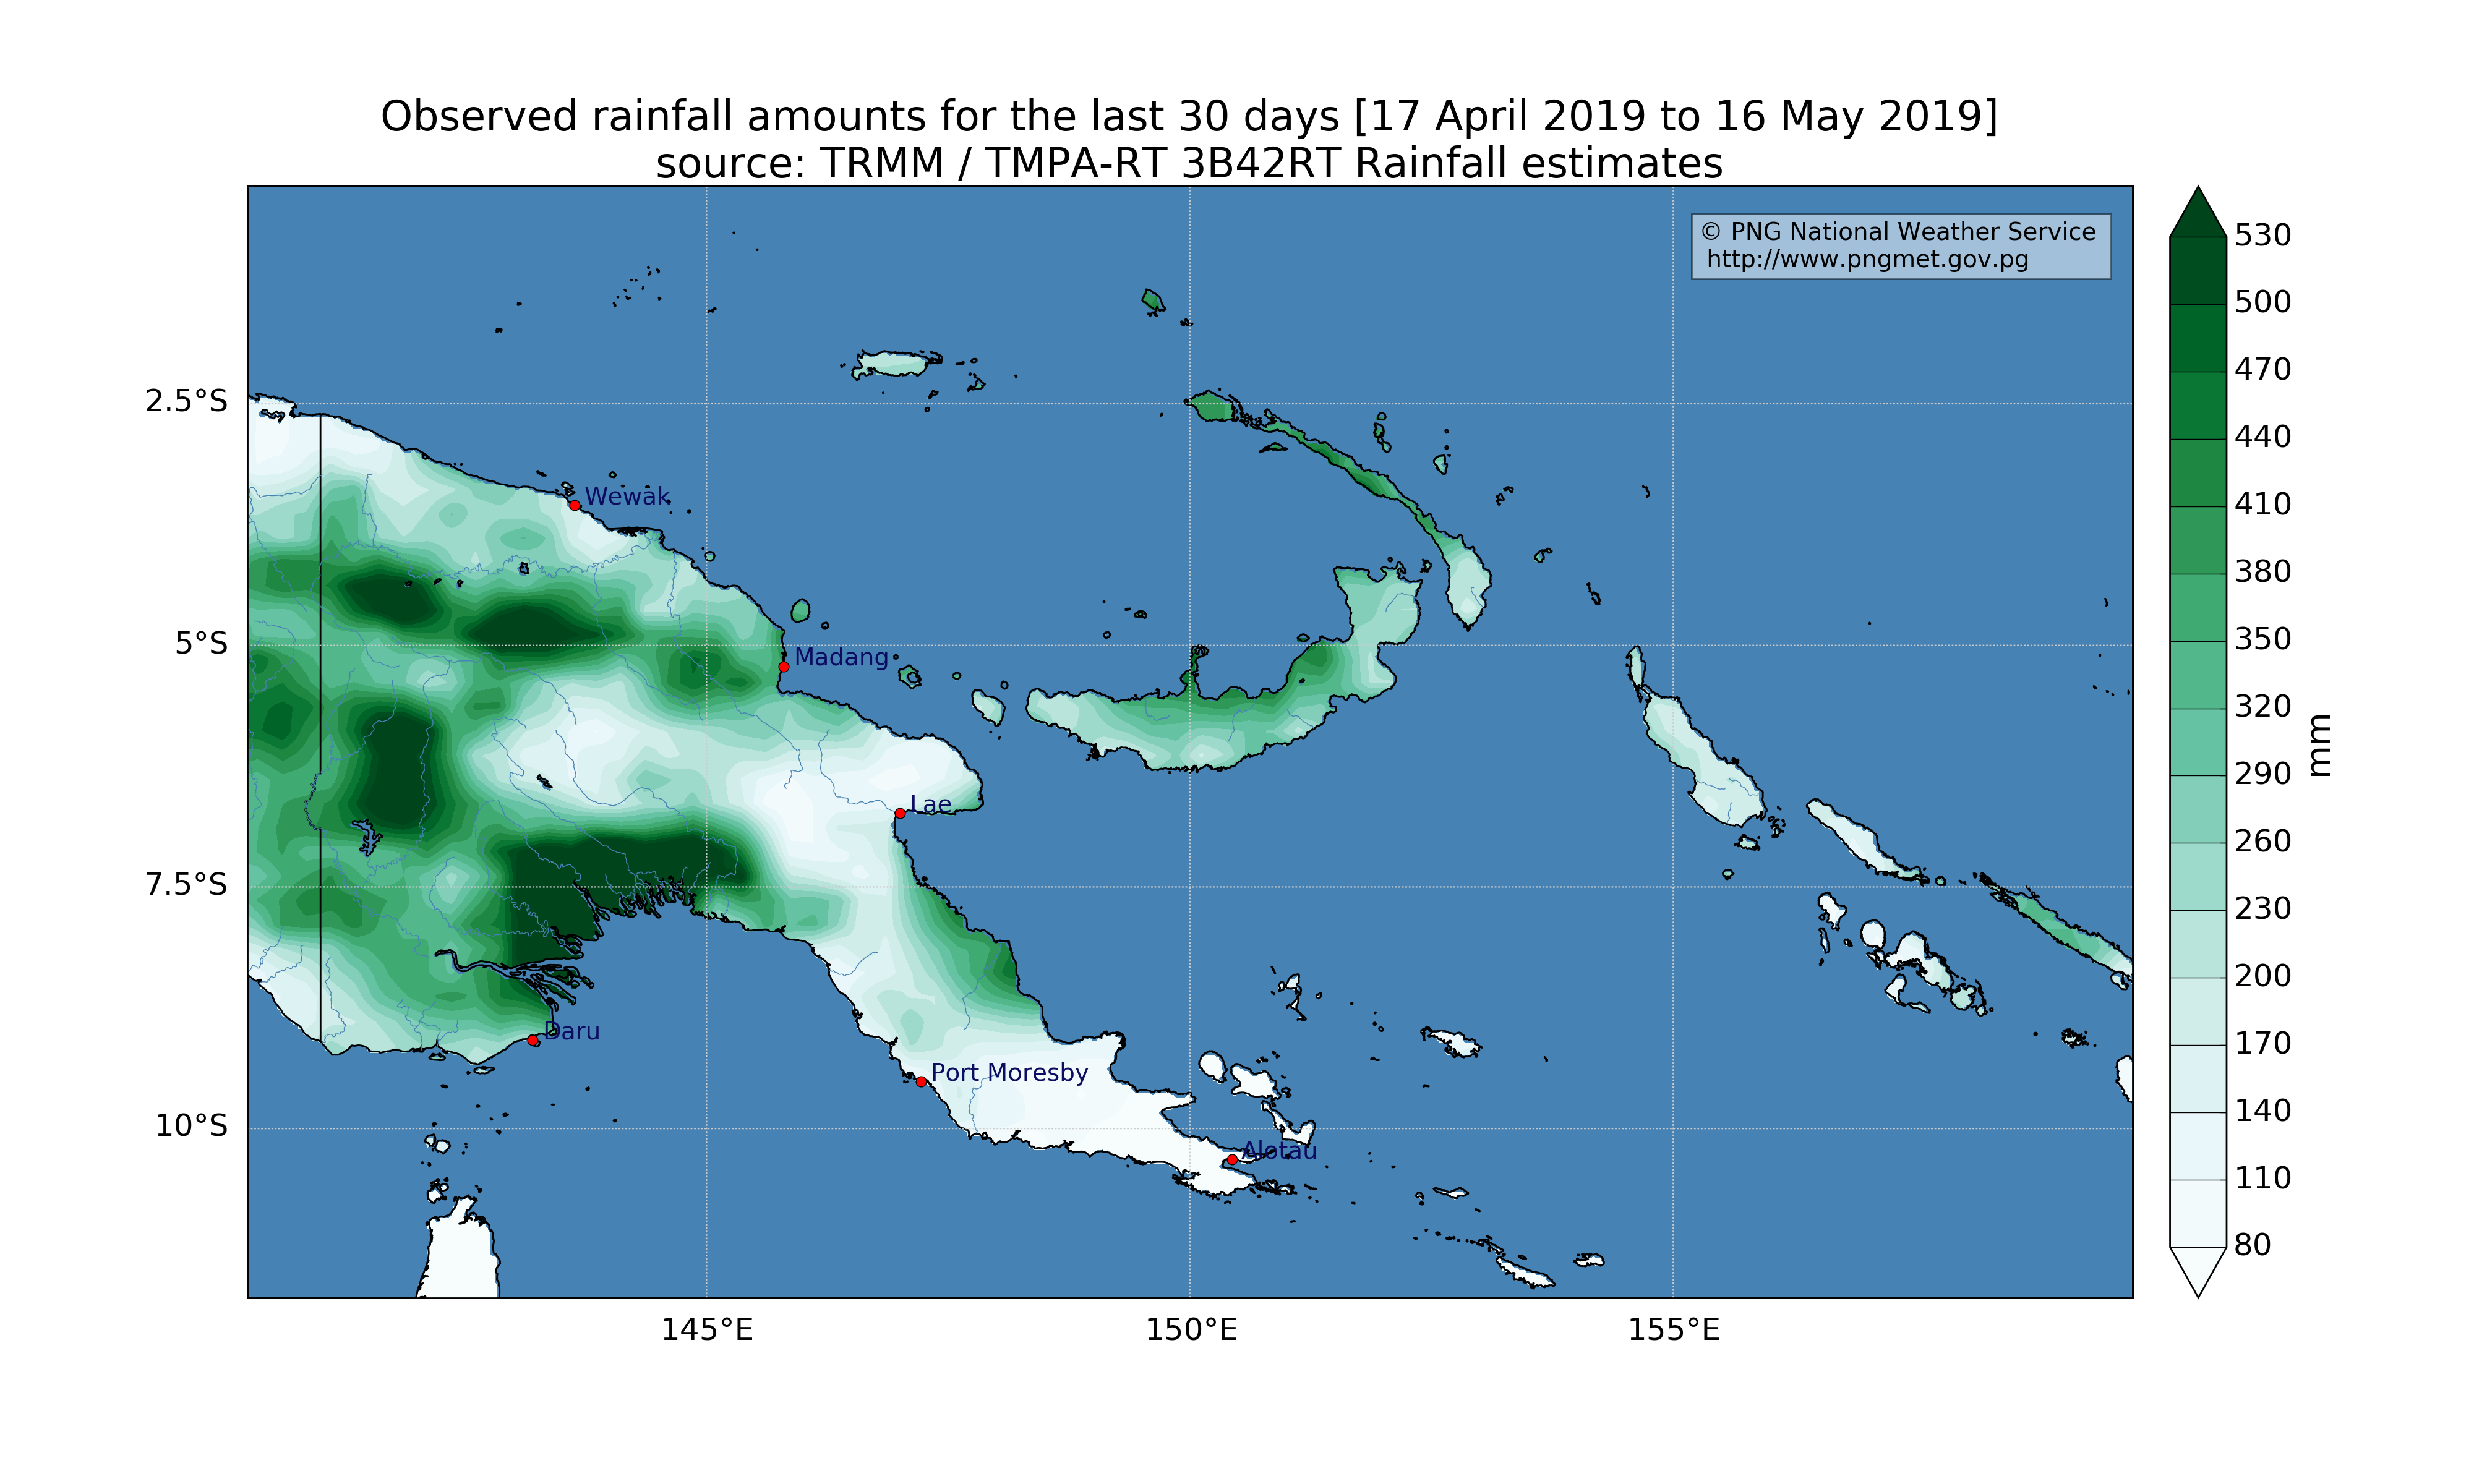 Observed rainfall amounts for the last 30 days [17 April 2019 to 16 May 2019]
source: TRMM / TMPA-RT 3B42RT Rainfall estimates
© PNG National Weather Service
http://www.pngmet.gov.pg
530
500
470
440
410
380
350
320
290
260
230
200
170
140
110
80
mm
2.5°S
5°S
7.5°S
10°S
Wewak
Madang
Lae
Daru
Port Moresby
Alotau
145°E
150°E
155°E